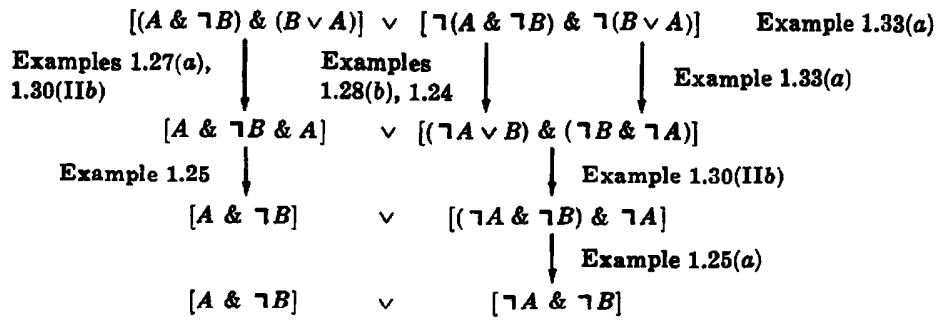 [(A & ¬B) & (B ∨ A)] ∨ [¬(A & ¬B) & ¬(B ∨ A)] Example 1.33(a)
Examples 1.27(a), Examples
1.30(IIb) 1.28(b), 1.24 Example 1.33(a)
[A & ¬B & A] ∨ [(¬A ∨ B) & (¬B & ¬A)]
Example 1.25 Example 1.30(IIb)
[A & ¬B] ∨ [(¬A & ¬B) & ¬A]
Example 1.25(a)
[A & ¬B] ∨ [¬A & ¬B]